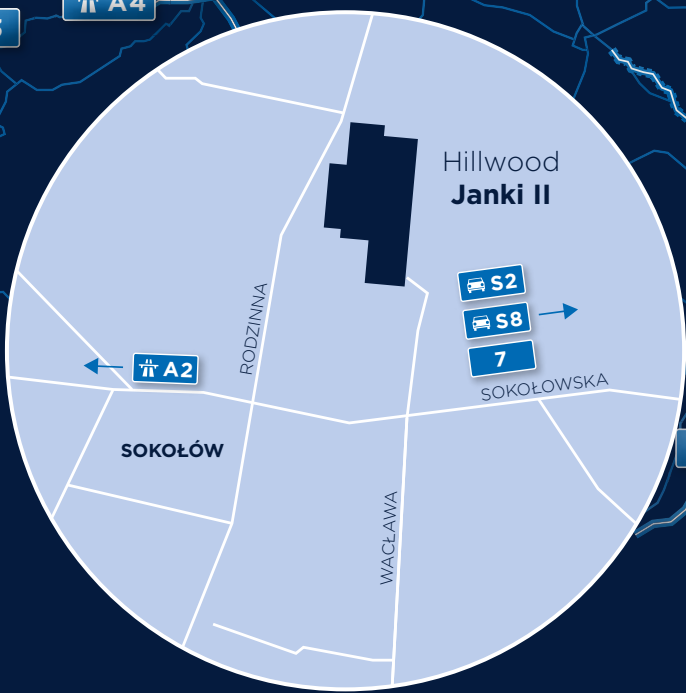 A4
Hillwood
Janki II
S2
S8
7
RODZINNA
A2
SOKOŁOWSKA
SOKOŁÓW
WACŁAWA